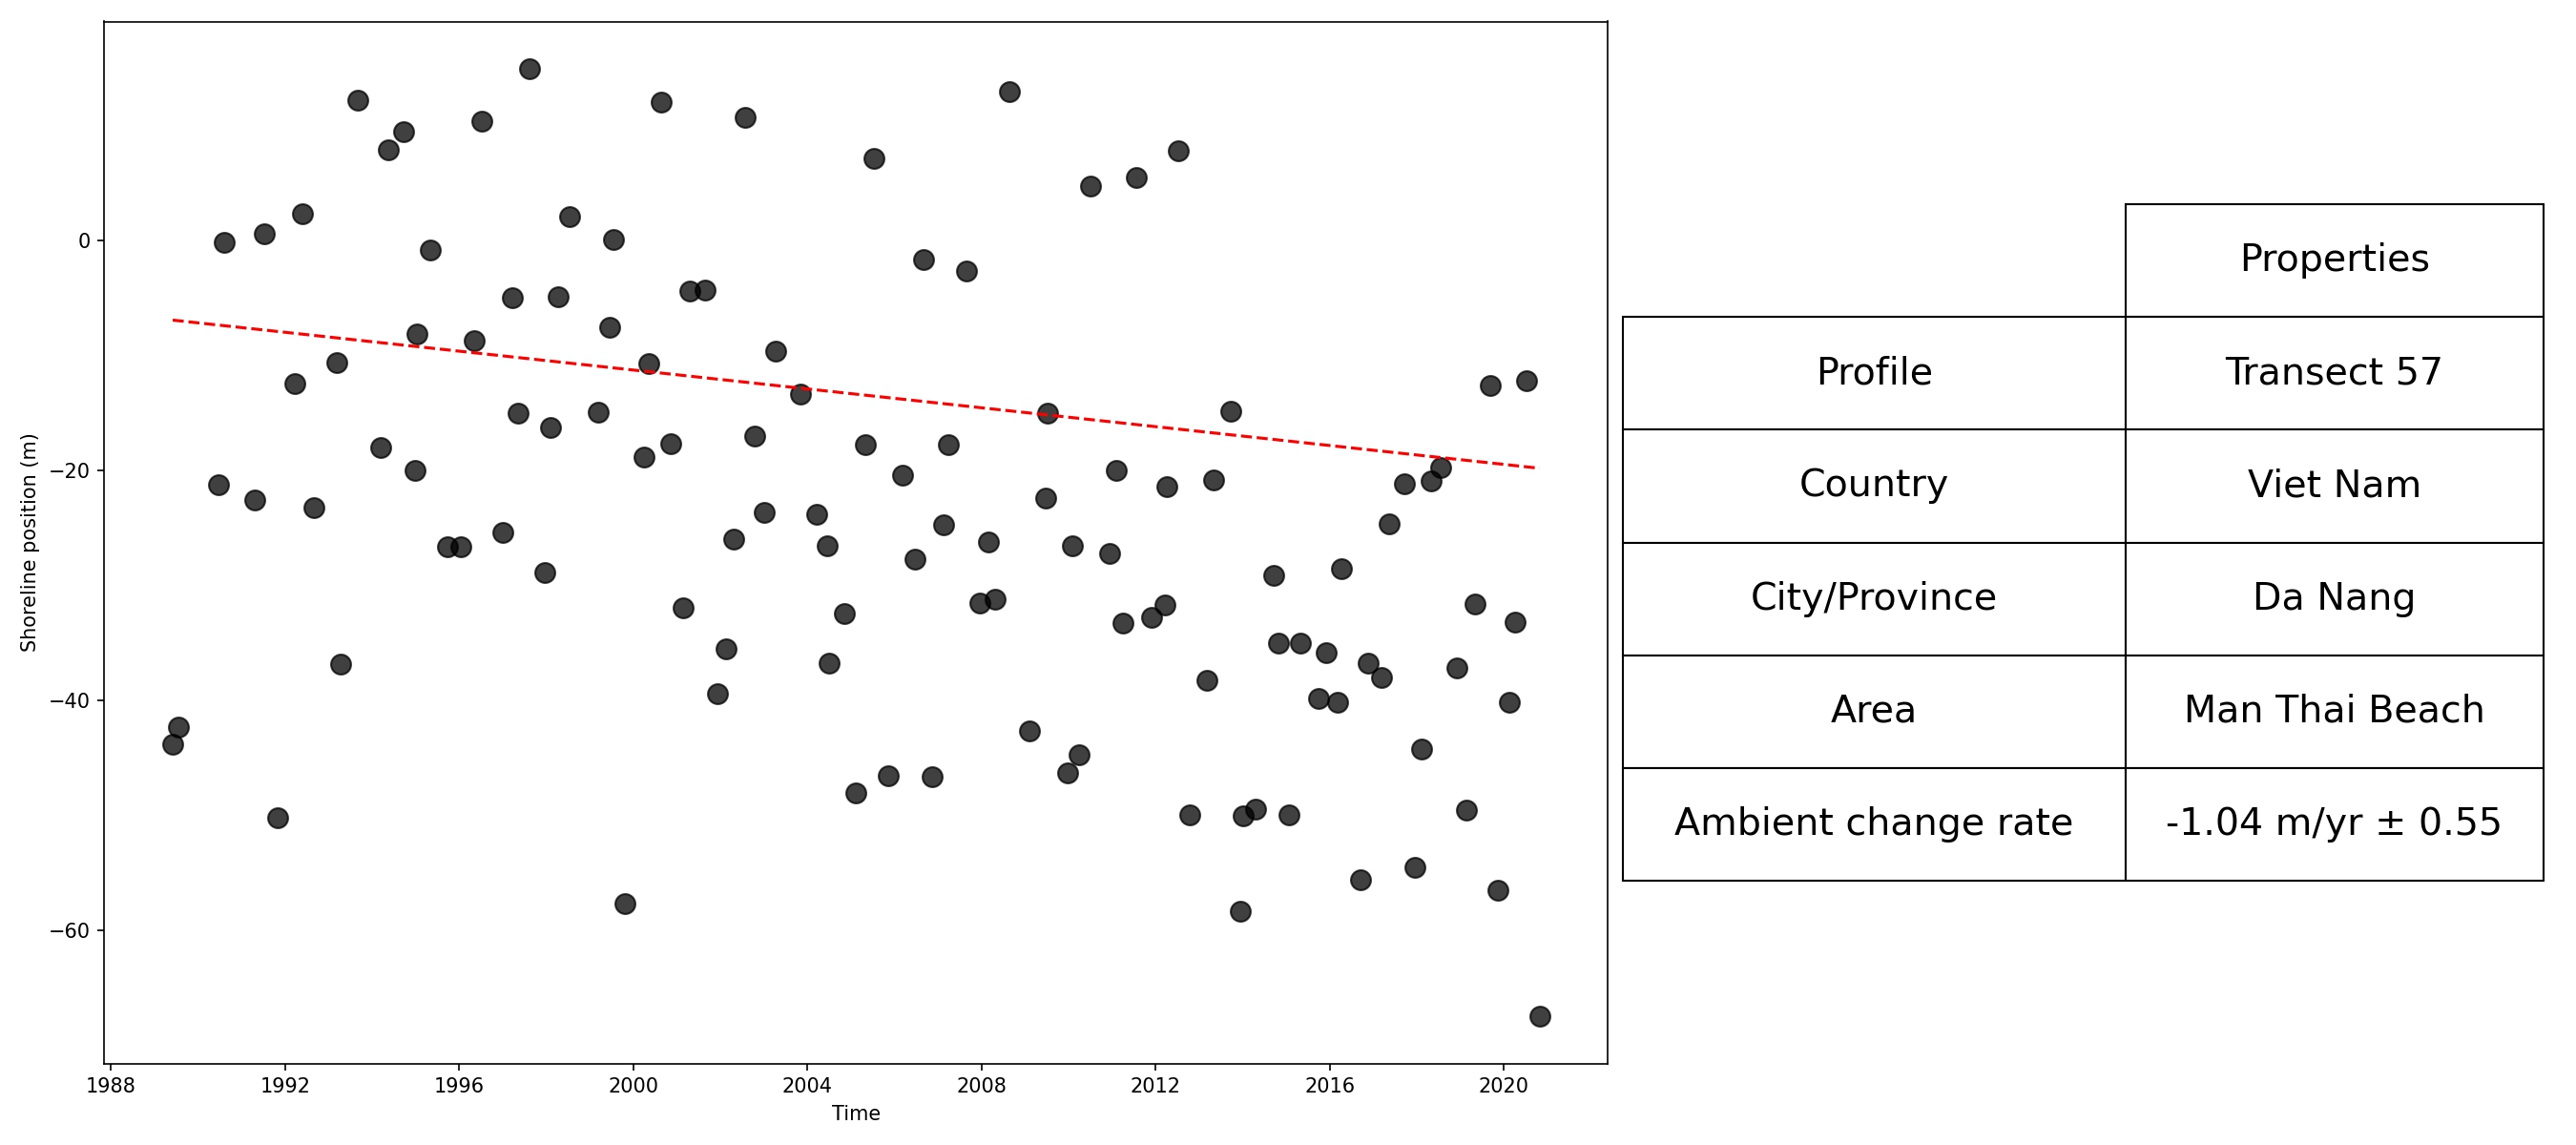 0
−20
−40
−60
Shoreline position (m)
1988 1992 1996 2000 2004 2008 2012 2016 2020
Time
Properties
Profile Transect 57
Country Viet Nam
City/Province Da Nang
Area Man Thai Beach
Ambient change rate -1.04 m/yr ± 0.55